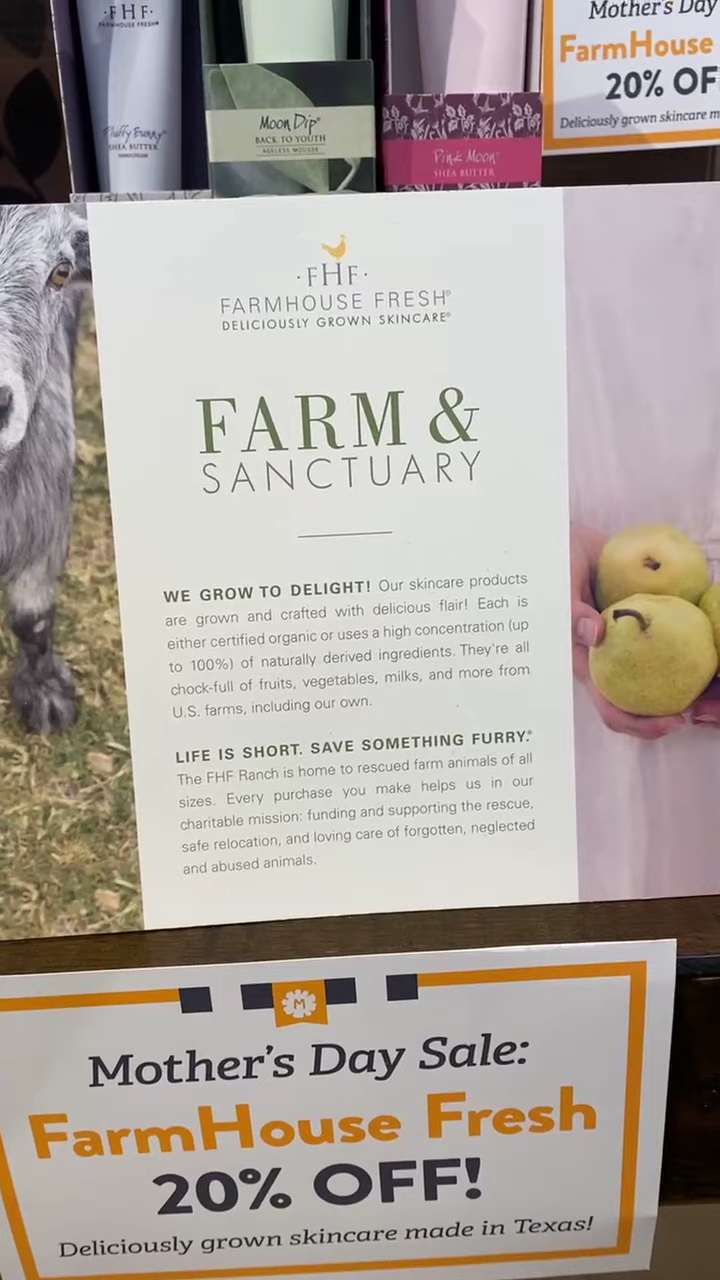 ·FHF·
FARMHOUSE FRESH®
Fluffy Bunny®
SHEA BUTTER
Moon Dip®
BACK TO YOUTH
AGELESS MOUSSE
Pink Moon®
SHEA BUTTER
Mother's Day
FarmHouse
20% OF
Deliciously grown skincare m
·FHF·
FARMHOUSE FRESH®
DELICIOUSLY GROWN SKINCARE®
FARM &
SANCTUARY
WE GROW TO DELIGHT! Our skincare products
are grown and crafted with delicious flair! Each is
either certified organic or uses a high concentration (up
to 100%) of naturally derived ingredients. They're all
chock-full of fruits, vegetables, milks, and more from
U.S. farms, including our own.
LIFE IS SHORT. SAVE SOMETHING FURRY.®
The FHF Ranch is home to rescued farm animals of all
sizes. Every purchase you make helps us in our
charitable mission: funding and supporting the rescue,
safe relocation, and loving care of forgotten, neglected
and abused animals.
M
Mother's Day Sale:
FarmHouse Fresh
20% OFF!
Deliciously grown skincare made in Texas!